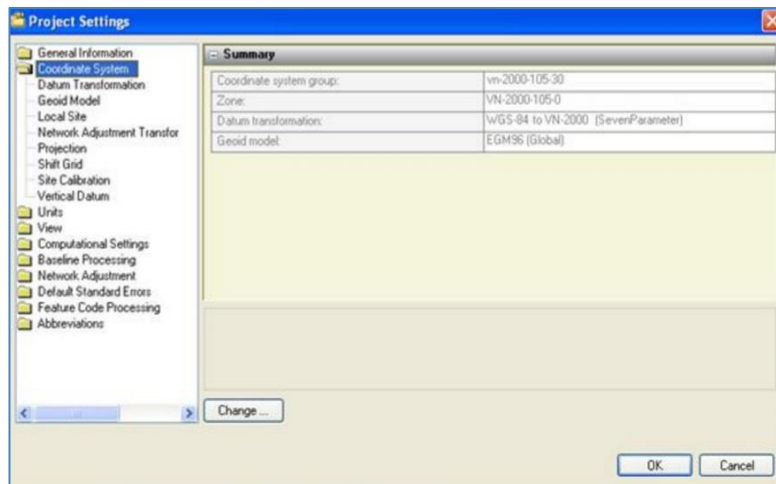 Project Settings
General Information
Coordinate System
Datum Transformation
Geoid Model
Local Site
Network Adjustment Transfor
Projection
Shift Grid
Site Calibration
Vertical Datum
Units
View
Computational Settings
Baseline Processing
Network Adjustment
Default Standard Errors
Feature Code Processing
Abbreviations
Summary
Coordinate system group: vn-2000-105-30
Zone: VN-2000-105-0
Datum transformation: WGS-84 to VN-2000 (SevenParameter)
Geoid model: EGM96 (Global)
Change ...
OK Cancel